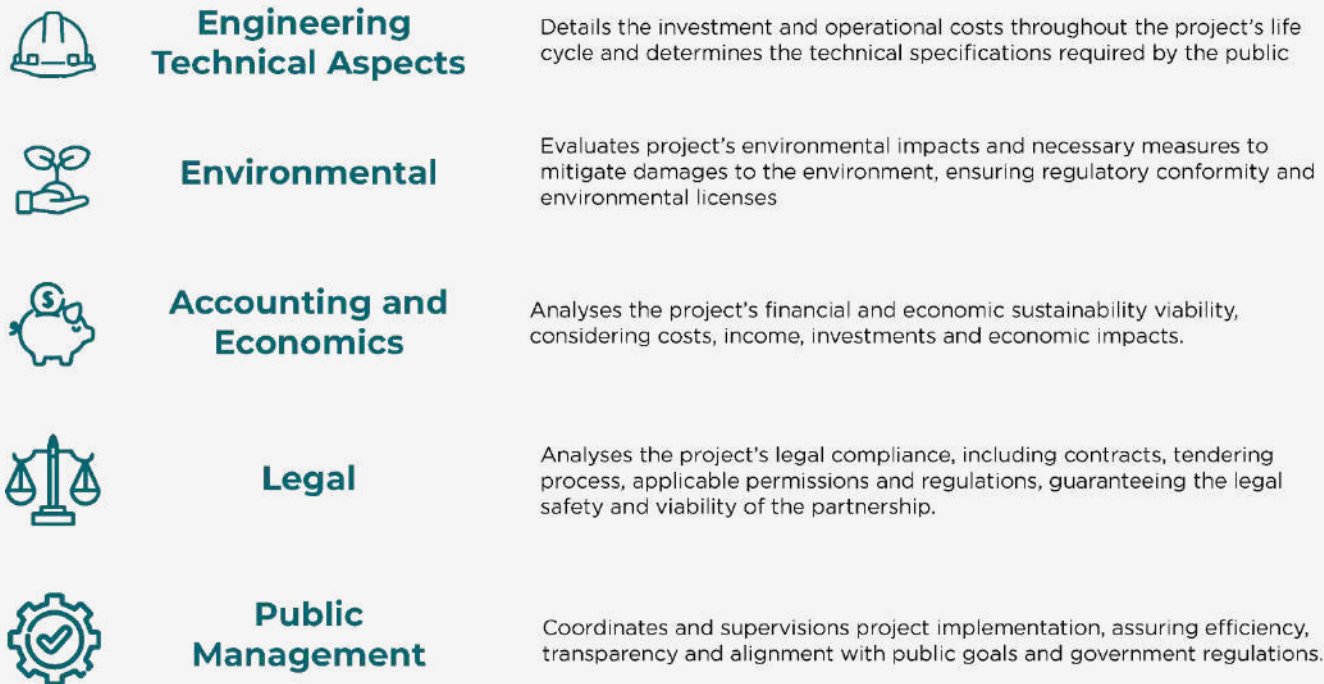 Engineering
Technical Aspects
Details the investment and operational costs throughout the project's life
cycle and determines the technical specifications required by the public
Environmental
Evaluates project's environmental impacts and necessary measures to
mitigate damages to the environment, ensuring regulatory conformity and
environmental licenses
$
Accounting and
Economics
Analyses the project's financial and economic sustainability viability,
considering costs, income, investments and economic impacts.
Legal
Analyses the project's legal compliance, including contracts, tendering
process, applicable permissions and regulations, guaranteeing the legal
safety and viability of the partnership.
Public
Management
Coordinates and supervisions project implementation, assuring efficiency,
transparency and alignment with public goals and government regulations.